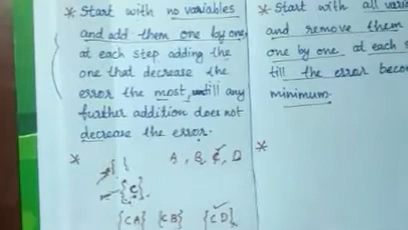 * Start with no variables
and add them one by one,
at each step adding the
one that decrease the
error the most, until any
further addition does not
decrease the error.
* A, B, C, D
{ }
{C}
{CA} {CB} {CD}
* Start with all
and remove them
one by one at each
till the error
minimum.
*